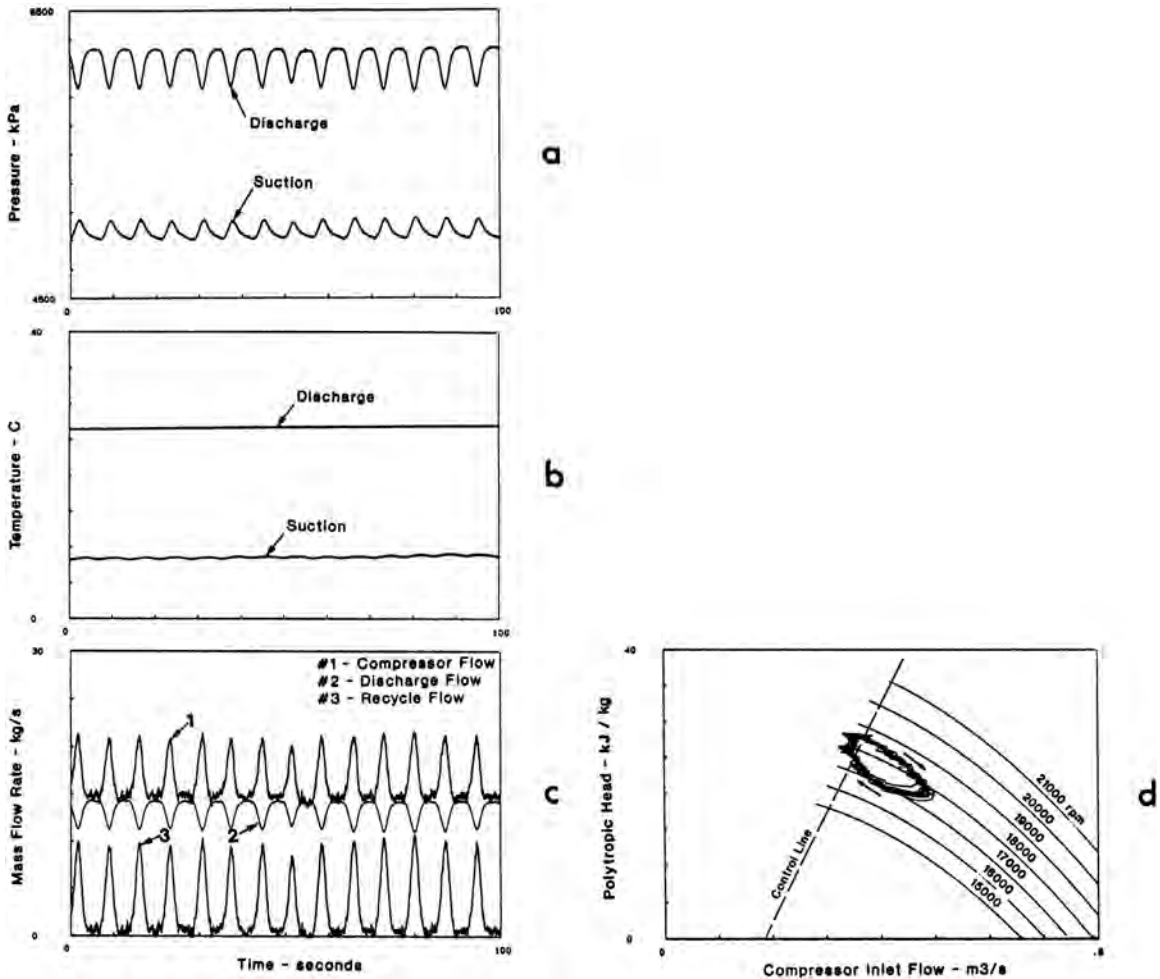 6500
Pressure - kPa
Discharge
Suction
4500
0
100
a
40
Temperature - C
Discharge
Suction
0
0
100
b
30
Mass Flow Rate - kg/s
#1 - Compressor Flow
#2 - Discharge Flow
#3 - Recycle Flow
1
2
3
0
0
100
Time - seconds
c
40
Polytropic Head - kJ / kg
Control Line
21000 rpm
20000
19000
18000
17000
16000
15000
0
0
Compressor Inlet Flow - m3/s
d